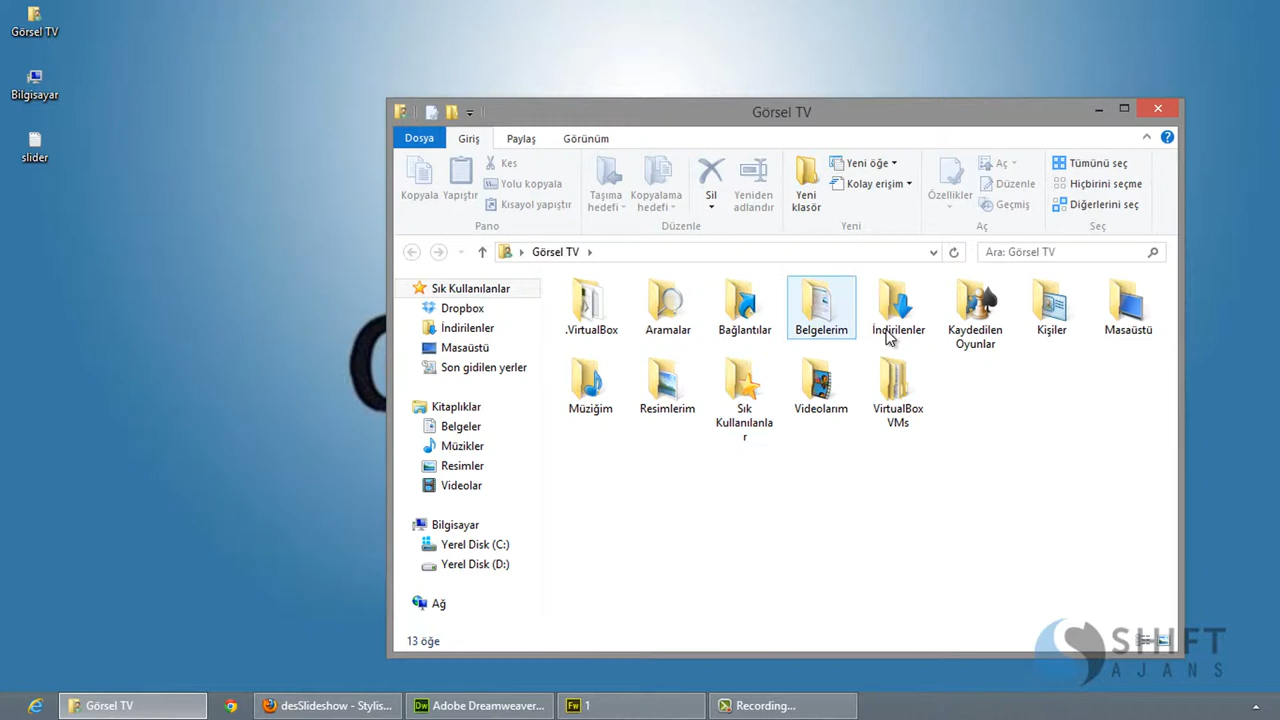 Görsel TV
Bilgisayar
slider
Görsel TV
Dosya
Giriş
Paylaş
Görünüm
Kopyala
Yapıştır
Kes
Yolu kopyala
Kısayol yapıştır
Pano
Taşıma
hedefi
Kopyalama
hedefi
Sil
Yeniden
adlandır
Düzenle
Yeni
klasör
Yeni öğe
Kolay erişim
Yeni
Özellikler
Aç
Düzenle
Geçmiş
Aç
Tümünü seç
Hiçbirini seçme
Diğerlerini seç
Seç
Görsel TV
Ara: Görsel TV
Sık Kullanılanlar
Dropbox
İndirilenler
Masaüstü
Son gidilen yerler
Kitaplıklar
Belgeler
Müzikler
Resimler
Videolar
Bilgisayar
Yerel Disk (C:)
Yerel Disk (D:)
Ağ
.VirtualBox
Aramalar
Bağlantılar
Belgelerim
İndirilenler
Kaydedilen
Oyunlar
Kişiler
Masaüstü
Müziğim
Resimlerim
Sık
Kullanılanla
r
Videolarım
VirtualBox
VMs
13 öğe
SHIFT
AJANS
Görsel TV
desSlideshow - Stylis...
Dw Adobe Dreamweaver...
Fw 1
Recording...